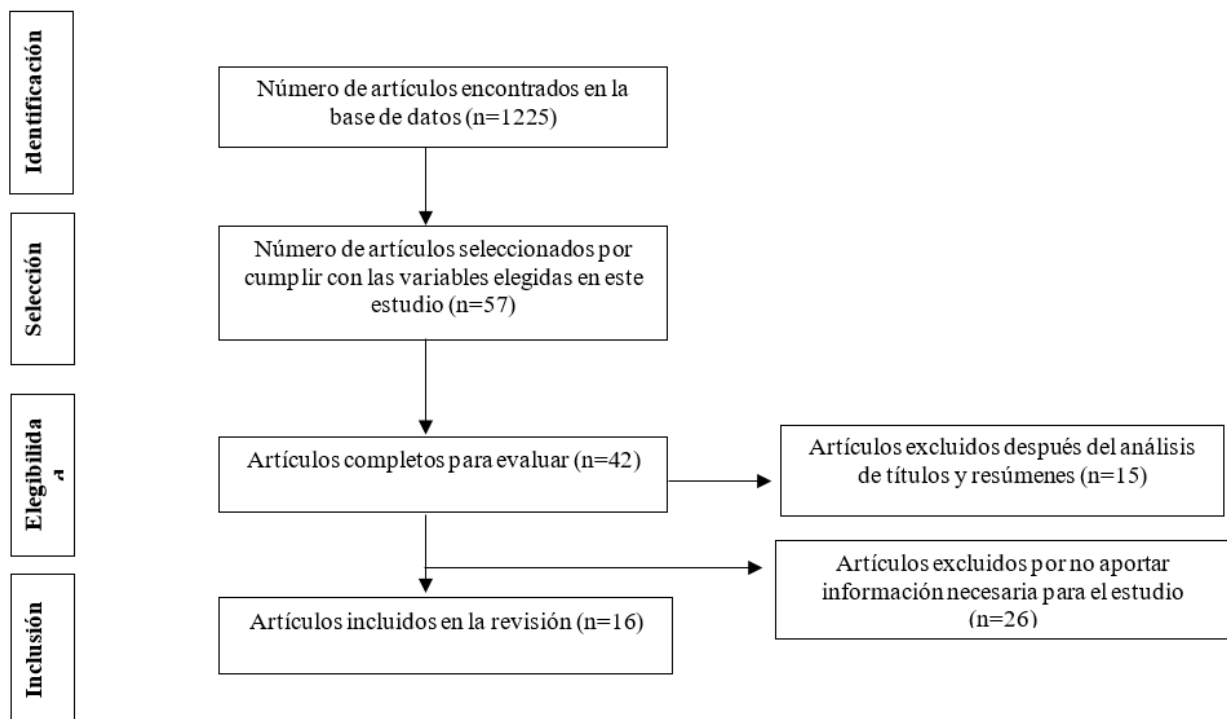 Identificación
Número de artículos encontrados en la
base de datos (n=1225)
Selección
Número de artículos seleccionados por
cumplir con las variables elegidas en este
estudio (n=57)
Elegibilida
d
Artículos completos para evaluar (n=42)
Artículos excluidos después del análisis
de títulos y resúmenes (n=15)
Artículos excluidos por no aportar
información necesaria para el estudio
(n=26)
Inclusión
Artículos incluidos en la revisión (n=16)